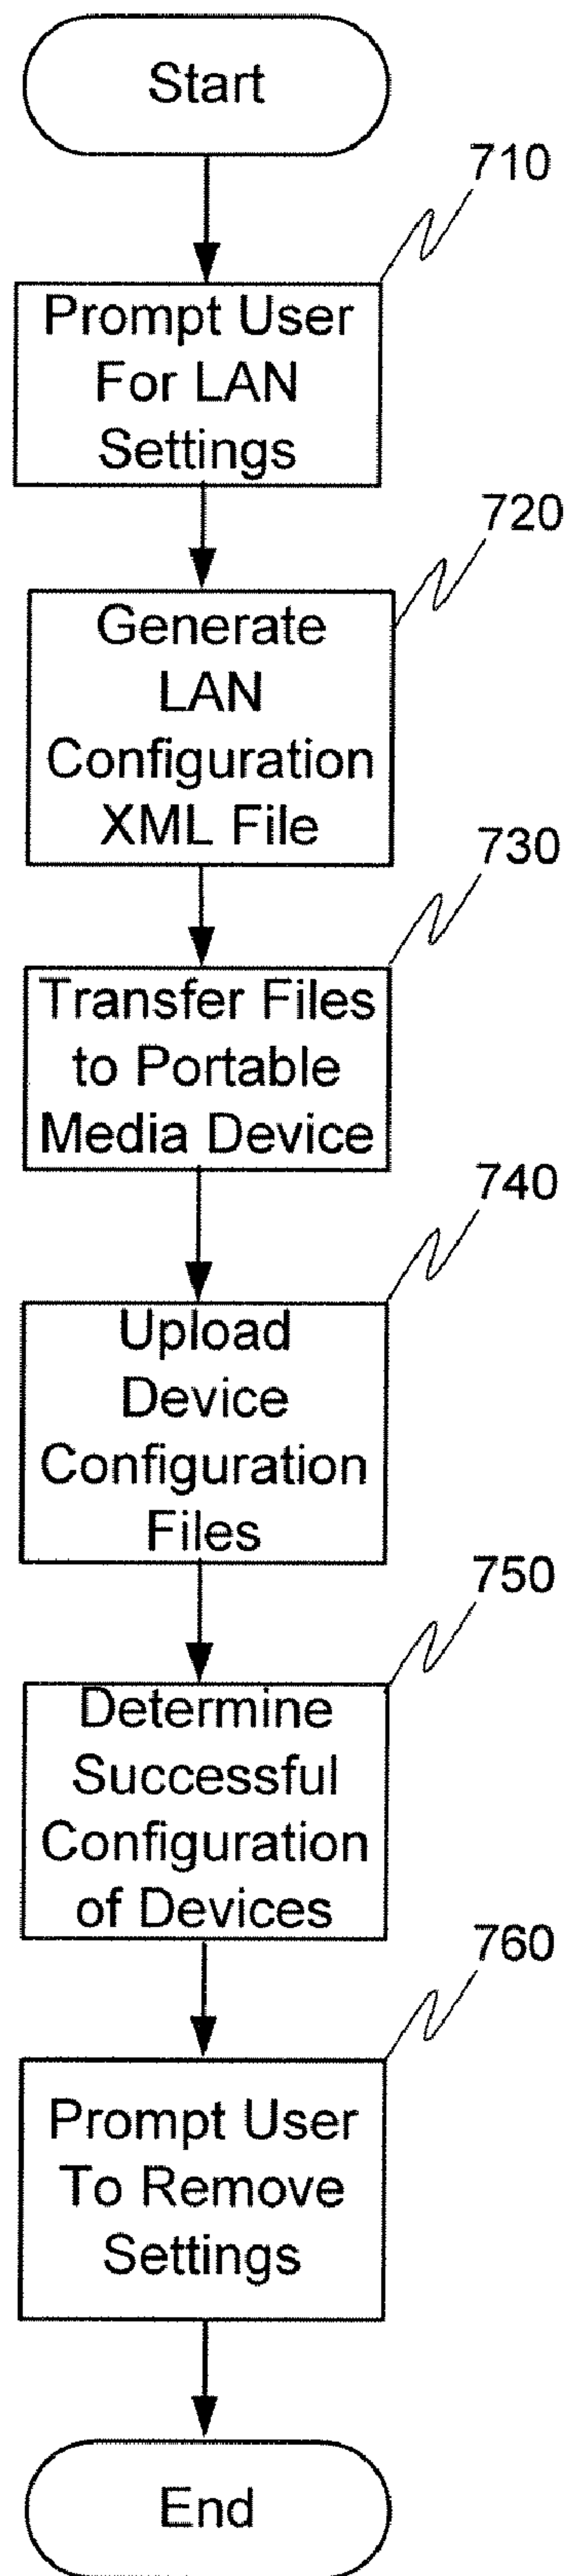 Start
710
Prompt User
For LAN
Settings
720
Generate
LAN
Configuration
XML File
730
Transfer Files
to Portable
Media Device
740
Upload
Device
Configuration
Files
750
Determine
Successful
Configuration
of Devices
760
Prompt User
To Remove
Settings
End